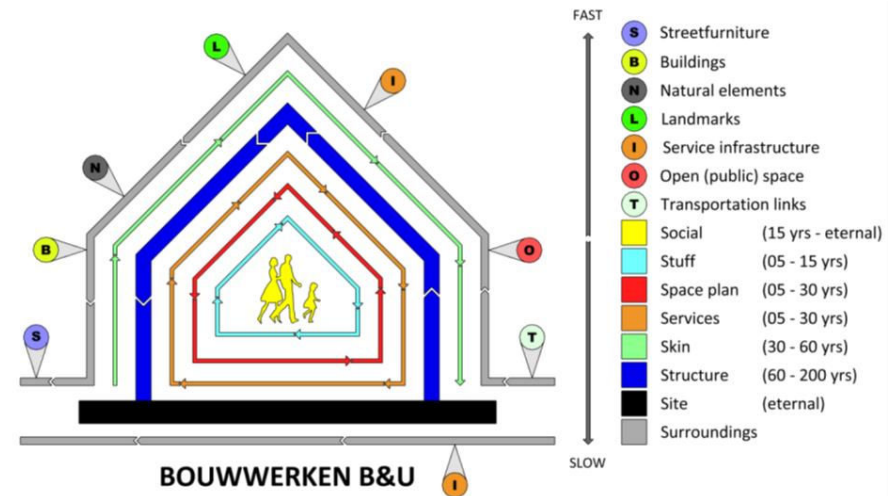 FAST
S Streetfurniture
B Buildings
N Natural elements
L Landmarks
I Service infrastructure
O Open (public) space
T Transportation links
Social (15 yrs - eternal)
Stuff (05 - 15 yrs)
Space plan (05 - 30 yrs)
Services (05 - 30 yrs)
Skin (30 - 60 yrs)
Structure (60 - 200 yrs)
Site (eternal)
Surroundings
SLOW
L
I
N
B
O
S
T
I
BOUWWERKEN B&U